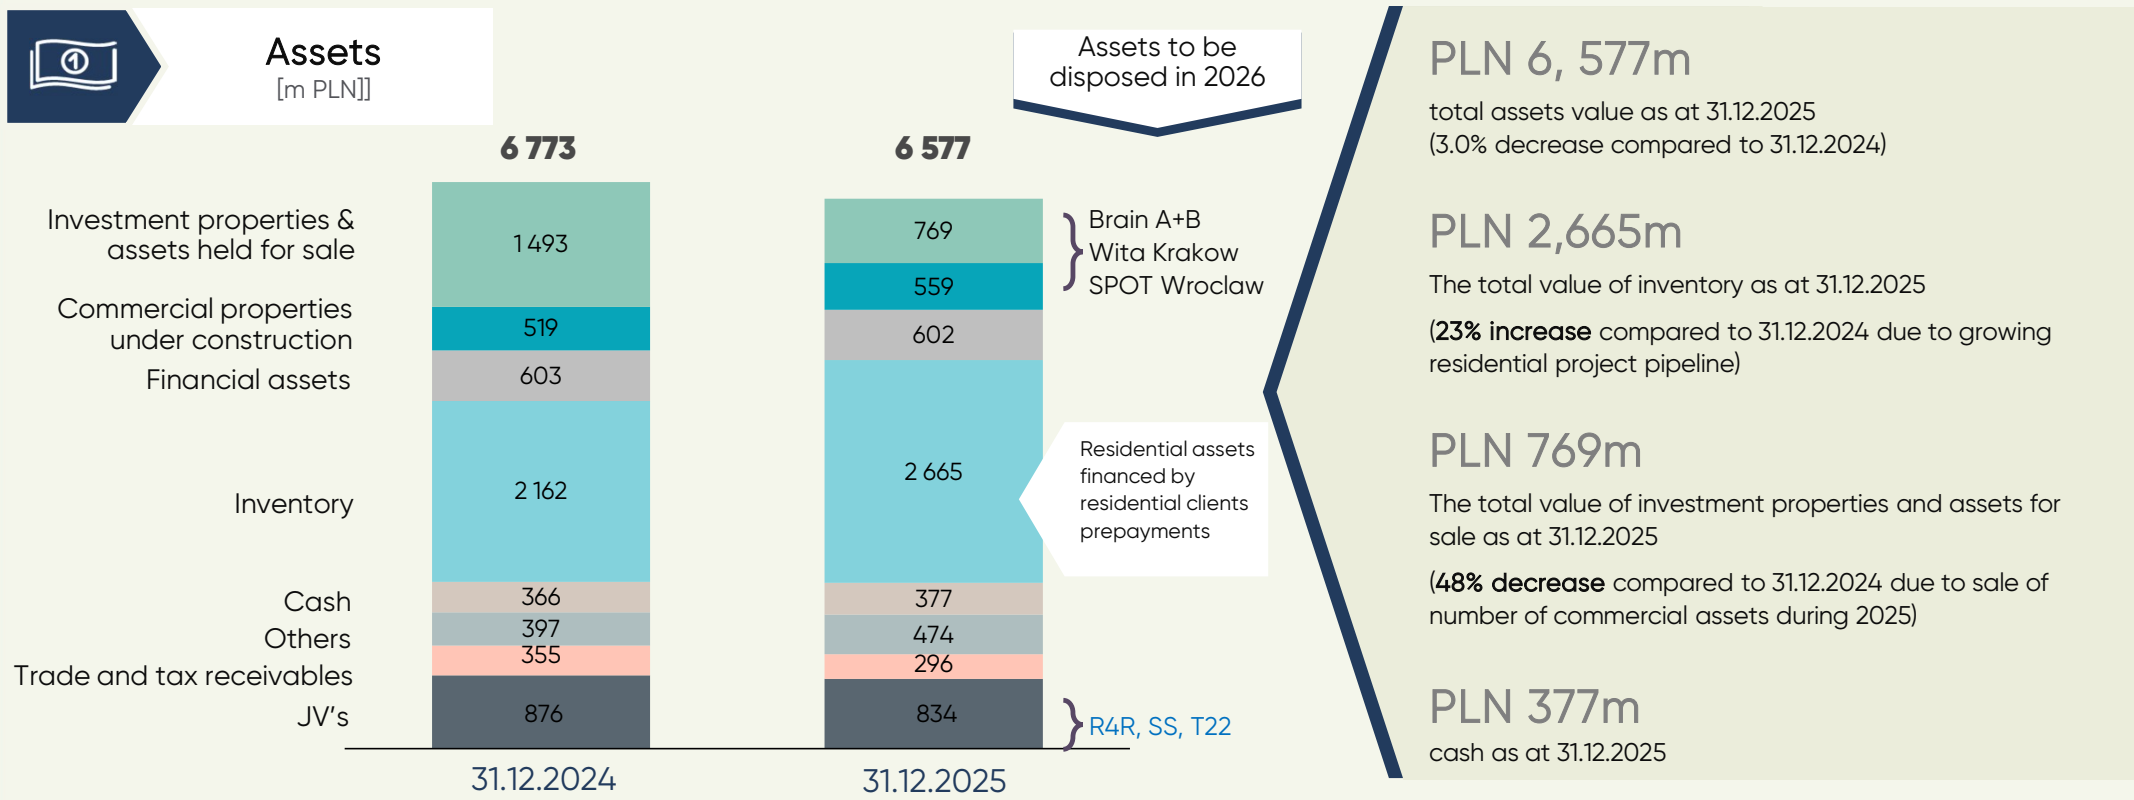 Assets
[m PLN]]
Assets to be
disposed in 2026
6 773
6 577
Investment properties &
assets held for sale
Commercial properties
under construction
Financial assets
Inventory
Cash
Others
Trade and tax receivables
JV's
1 493
519
603
2 162
366
397
355
876
769
559
602
2 665
377
474
296
834
Brain A+B
Wita Krakow
SPOT Wroclaw
Residential assets
financed by
residential clients
prepayments
R4R, SS, T22
31.12.2024
31.12.2025
PLN 6, 577m
total assets value as at 31.12.2025
(3.0% decrease compared to 31.12.2024)
PLN 2,665m
The total value of inventory as at 31.12.2025
(23% increase compared to 31.12.2024 due to growing
residential project pipeline)
PLN 769m
The total value of investment properties and assets for
sale as at 31.12.2025
(48% decrease compared to 31.12.2024 due to sale of
number of commercial assets during 2025)
PLN 377m
cash as at 31.12.2025